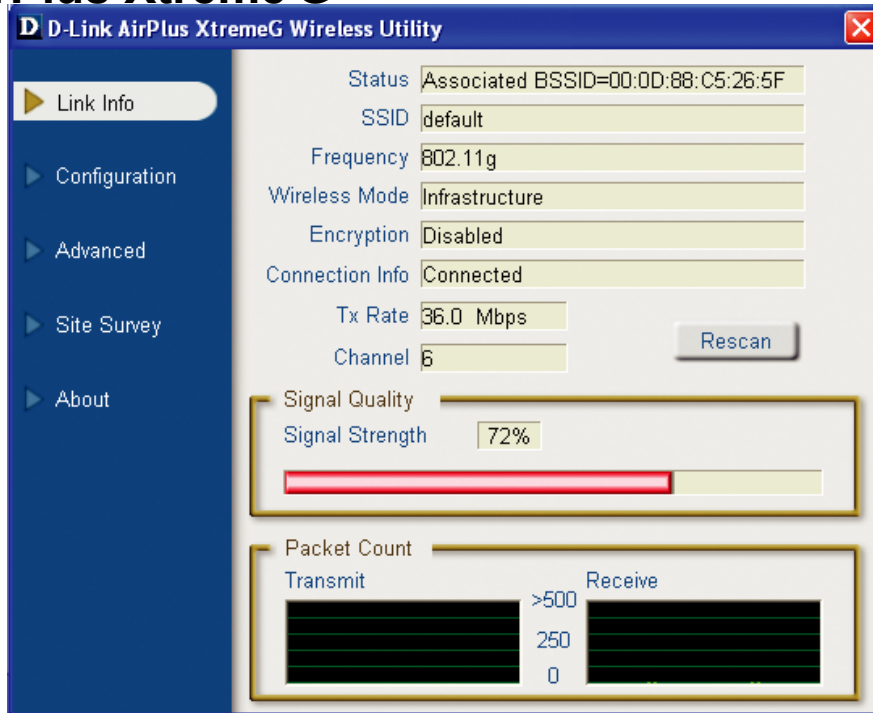 Plus Xtreme G
D D-Link AirPlus XtremeG Wireless Utility
Link Info
Configuration
Advanced
Site Survey
About
Status Associated BSSID=00:0D:88:C5:26:5F
SSID default
Frequency 802.11g
Wireless Mode Infrastructure
Encryption Disabled
Connection Info Connected
Tx Rate 36.0 Mbps
Channel 6
Rescan
Signal Quality
Signal Strength 72%
Packet Count
Transmit
Receive
>500
250
0